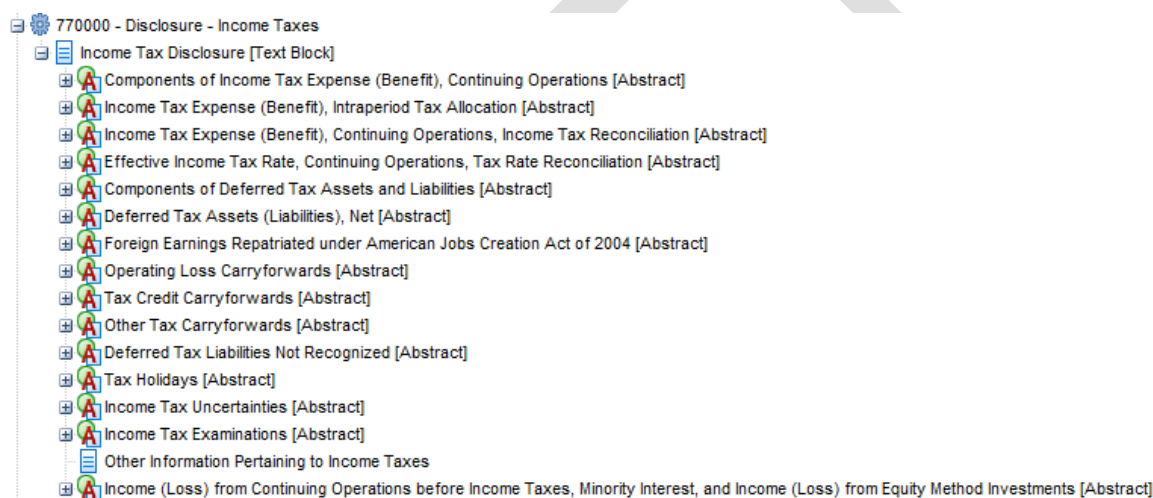 770000 - Disclosure - Income Taxes
Income Tax Disclosure [Text Block]
Components of Income Tax Expense (Benefit), Continuing Operations [Abstract]
Income Tax Expense (Benefit), Intraperiod Tax Allocation [Abstract]
Income Tax Expense (Benefit), Continuing Operations, Income Tax Reconciliation [Abstract]
Effective Income Tax Rate, Continuing Operations, Tax Rate Reconciliation [Abstract]
Components of Deferred Tax Assets and Liabilities [Abstract]
Deferred Tax Assets (Liabilities), Net [Abstract]
Foreign Earnings Repatriated under American Jobs Creation Act of 2004 [Abstract]
Operating Loss Carryforwards [Abstract]
Tax Credit Carryforwards [Abstract]
Other Tax Carryforwards [Abstract]
Deferred Tax Liabilities Not Recognized [Abstract]
Tax Holidays [Abstract]
Income Tax Uncertainties [Abstract]
Income Tax Examinations [Abstract]
Other Information Pertaining to Income Taxes
Income (Loss) from Continuing Operations before Income Taxes, Minority Interest, and Income (Loss) from Equity Method Investments [Abstract]